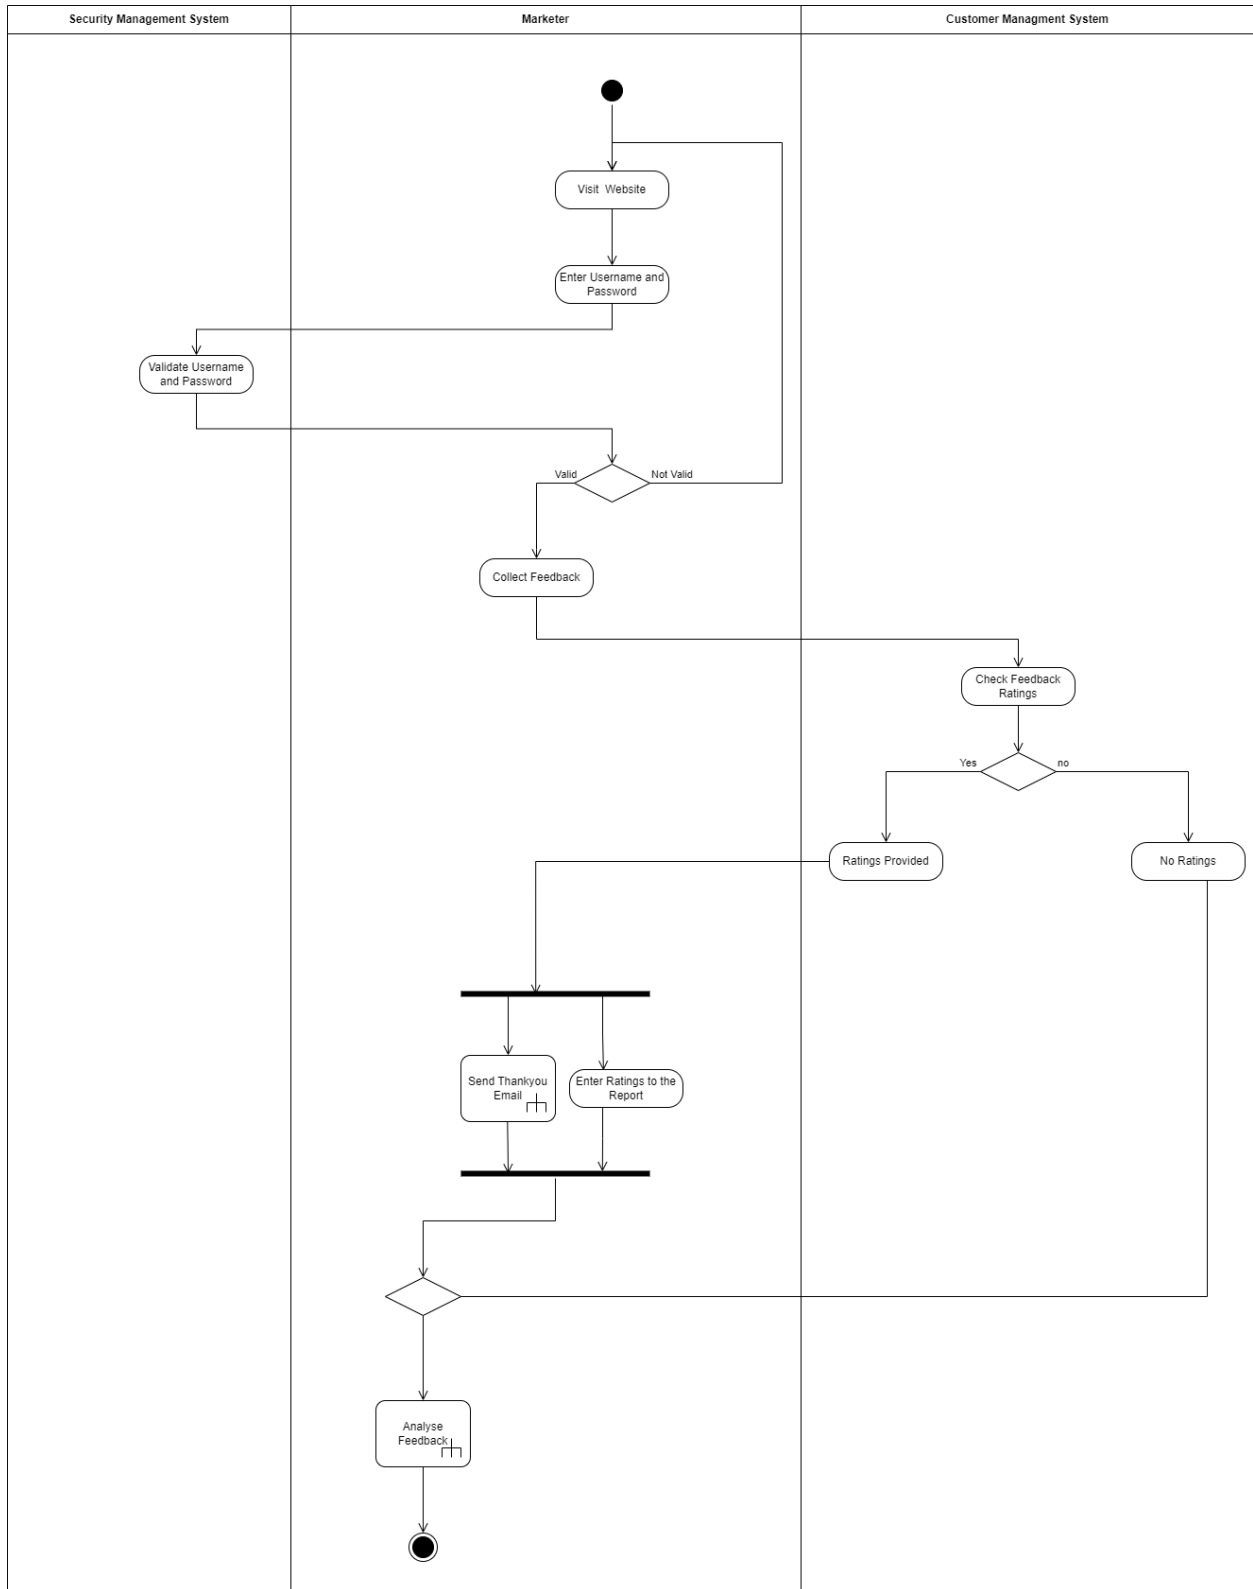 Security Management System
Marketer
Customer Managment System
Visit  Website
Enter Username and
Password
Validate Username
and Password
Valid
Not Valid
Collect Feedback
Check Feedback
Ratings
Yes
no
Ratings Provided
No Ratings
Send Thankyou
Email
Enter Ratings to the
Report
Analyse
Feedback